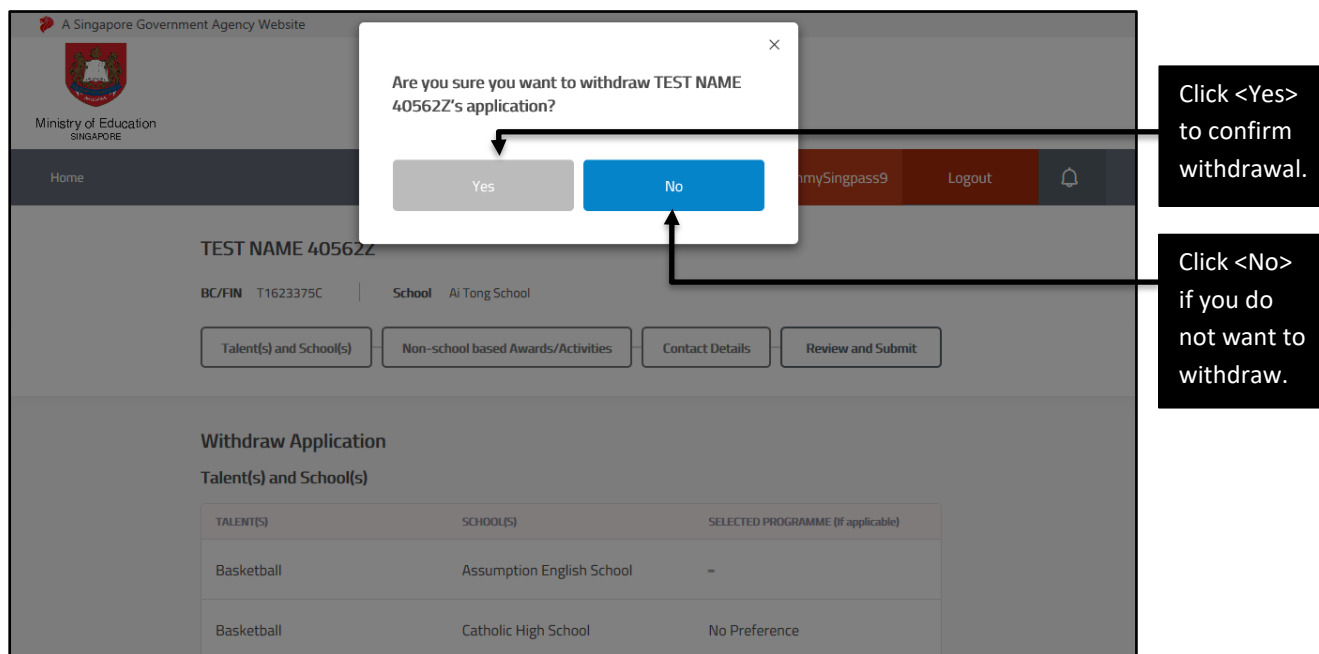 A Singapore Government Agency Website
Ministry of Education
SINGAPORE
Are you sure you want to withdraw TEST NAME
40562Z's application?
Yes
No
Home
mySingpass9
Logout
TEST NAME 40562Z
BC/FIN T1623375C School Ai Tong School
Talent(s) and School(s)
Non-school based Awards/Activities
Contact Details
Review and Submit
Withdraw Application
Talent(s) and School(s)
TALENT(S) SCHOOL(S) SELECTED PROGRAMME (If applicable)
Basketball Assumption English School -
Basketball Catholic High School No Preference
Click <Yes>
to confirm
withdrawal.
Click <No>
if you do
not want to
withdraw.